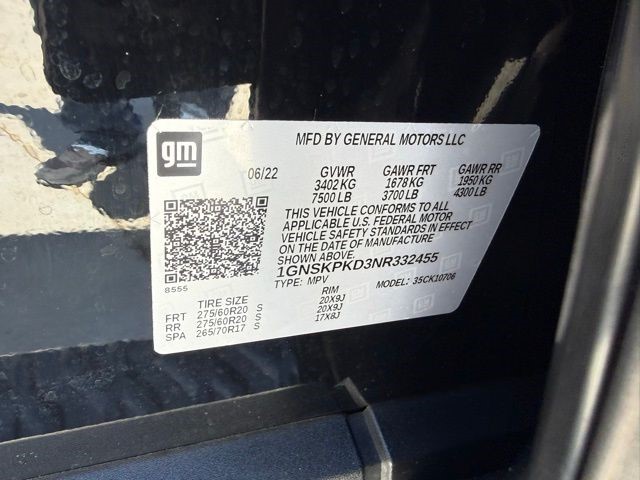 MFD BY GENERAL MOTORS LLC
gm
06/22 GVWR GAWR FRT GAWR RR
3402 KG 1678 KG 1950 KG
7500 LB 3700 LB 4300 LB
THIS VEHICLE CONFORMS TO ALL
APPLICABLE U.S. FEDERAL MOTOR
VEHICLE SAFETY STANDARDS IN EFFECT
ON THE DATE OF MANUFACTURE
SHOWN ABOVE.
1GNSKPKD3NR332455
8555
TYPE: MPV MODEL: 35CK10706
TIRE SIZE RIM
FRT 275/60R20 S 20X9J
RR 275/60R20 S 20X9J
SPA 265/70R17 S 17X8J